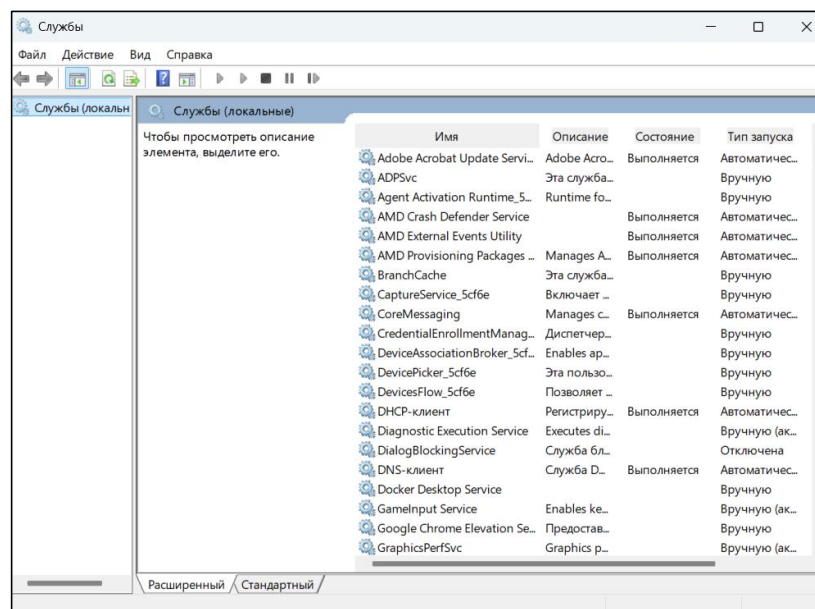 Службы
Файл Действие Вид Справка
Службы (локальн
Службы (локальные)
Чтобы просмотреть описание
элемента, выделите его.
Имя Описание Состояние Тип запуска
Adobe Acrobat Update Servi... Adobe Acro... Выполняется Автоматичес...
ADPSvc Эта служба... Вручную
Agent Activation Runtime_5... Runtime fo... Вручную
AMD Crash Defender Service Выполняется Автоматичес...
AMD External Events Utility Выполняется Автоматичес...
AMD Provisioning Packages ... Manages A... Выполняется Автоматичес...
BranchCache Эта служба... Вручную
CaptureService_5cf6e Включает ... Вручную
CoreMessaging Manages c... Выполняется Автоматичес...
CredentialEnrollmentManag... Диспетчер... Вручную
DeviceAssociationBroker_5cf... Enables ap... Вручную
DevicePicker_5cf6e Эта пользо... Вручную
DevicesFlow_5cf6e Позволяет ... Вручную
DHCP-клиент Регистриру... Выполняется Автоматичес...
Diagnostic Execution Service Executes di... Вручную (ак...
DialogBlockingService Служба бл... Отключена
DNS-клиент Служба D... Выполняется Автоматичес...
Docker Desktop Service Вручную
GameInput Service Enables ke... Вручную (ак...
Google Chrome Elevation Se... Предостав... Вручную
GraphicsPerfSvc Graphics p... Вручную (ак...
Расширенный Стандартный